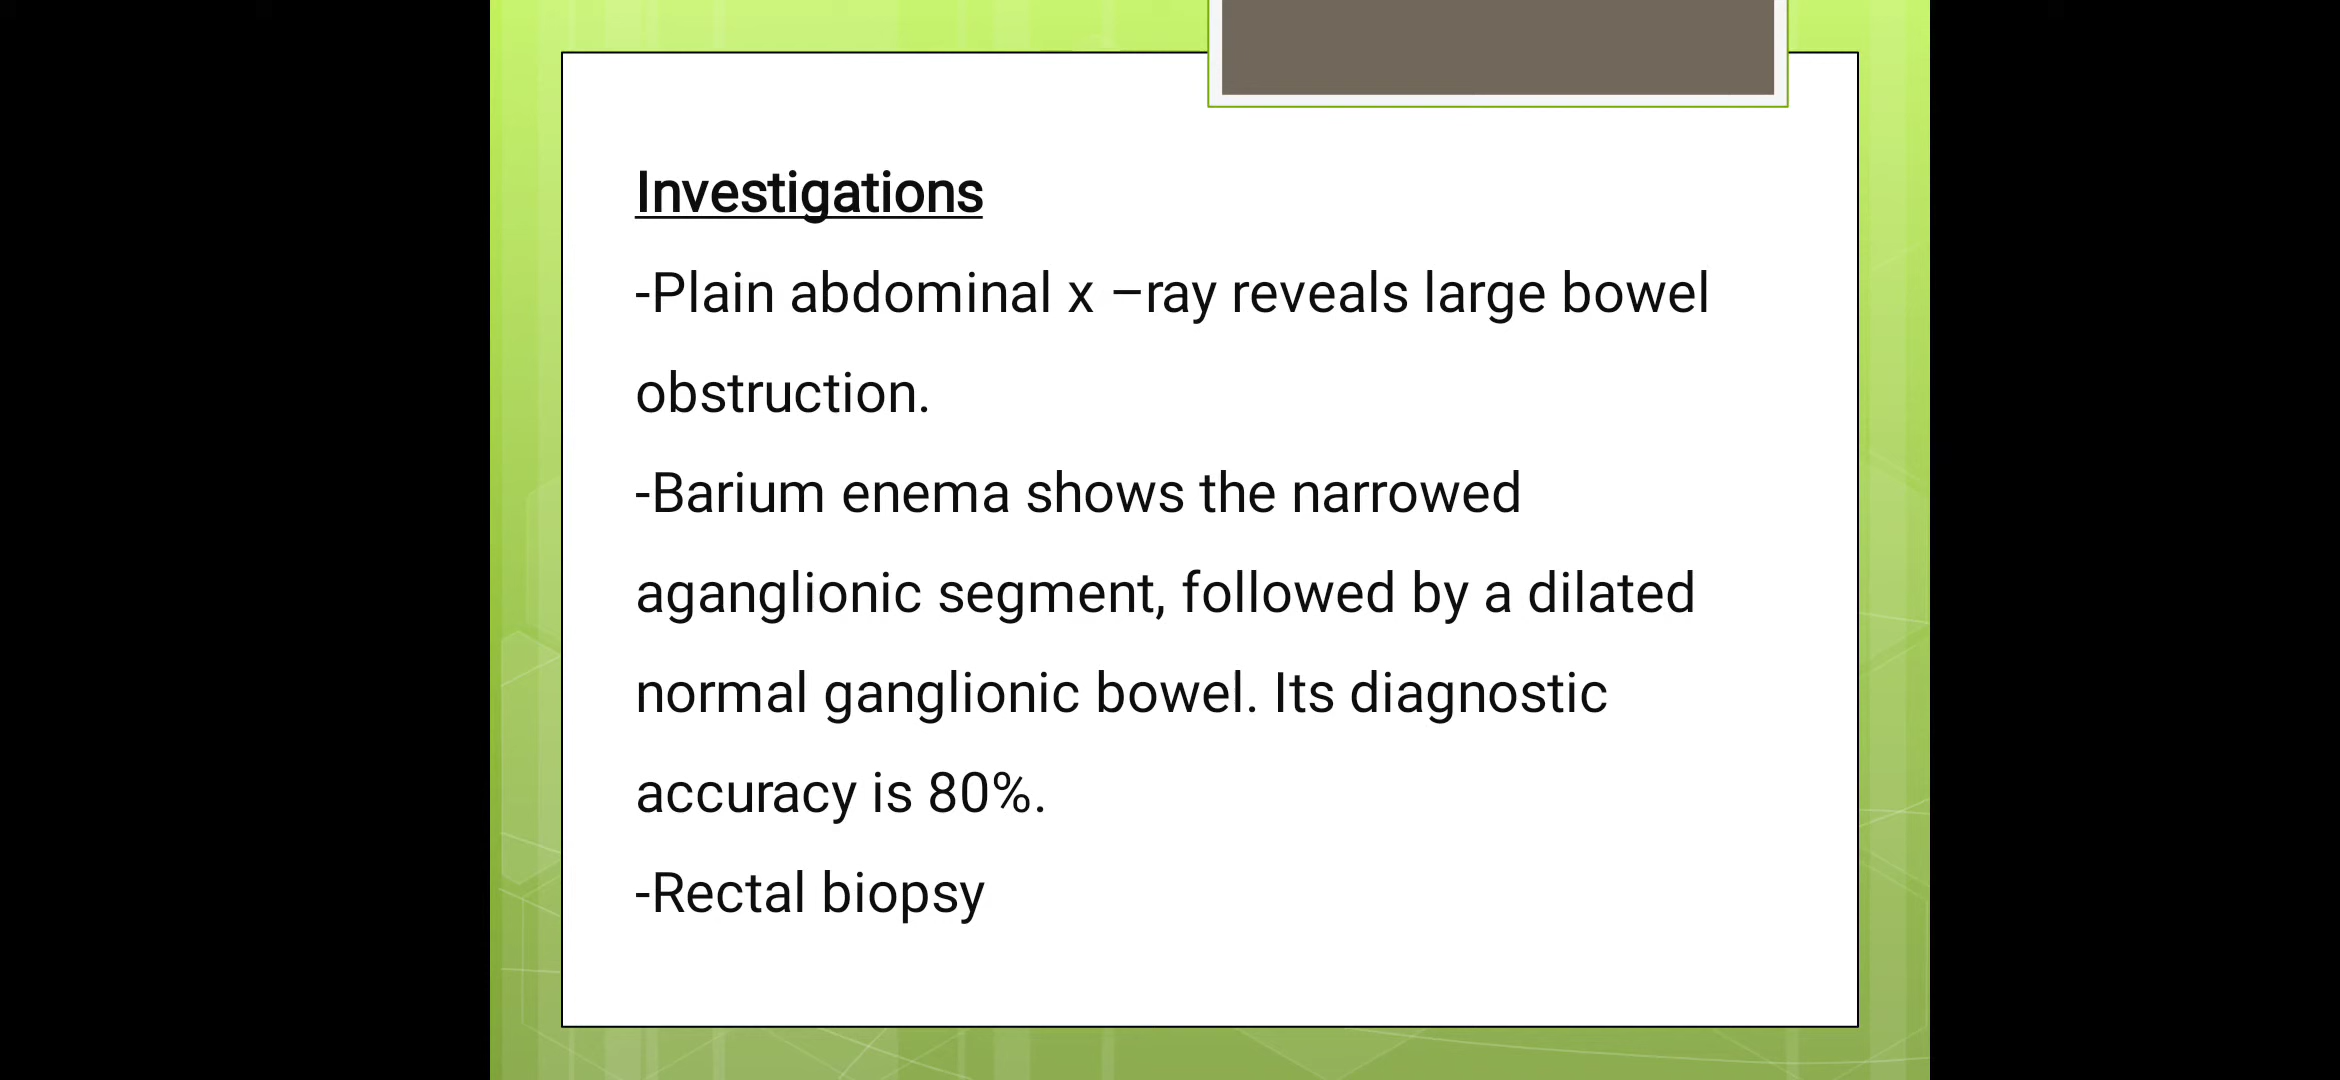 Investigations
-Plain abdominal x –ray reveals large bowel
obstruction.
-Barium enema shows the narrowed
aganglionic segment, followed by a dilated
normal ganglionic bowel. Its diagnostic
accuracy is 80%.
-Rectal biopsy